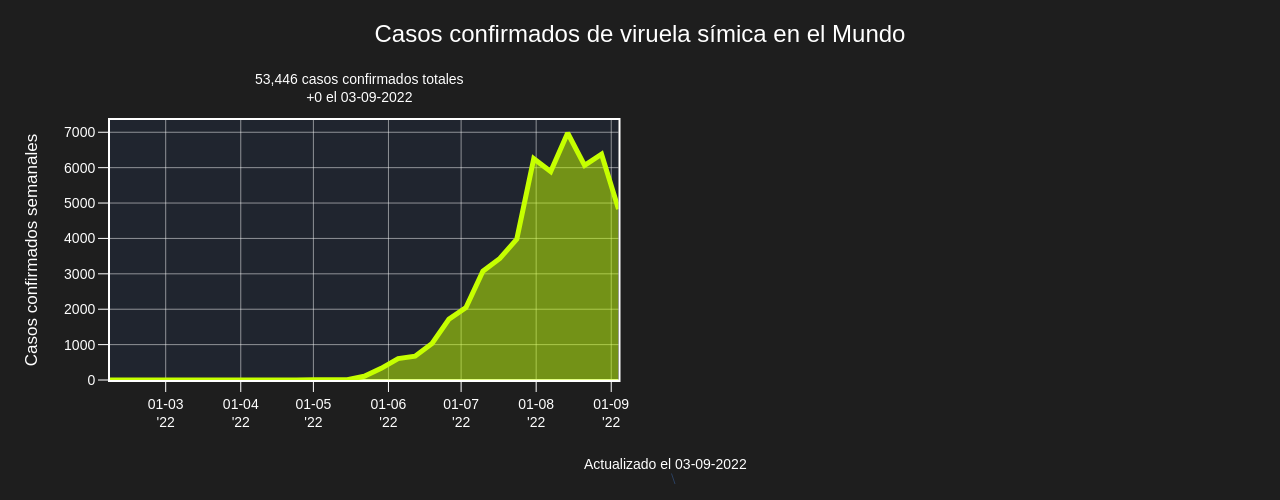 Casos confirmados de viruela símica en el Mundo
53,446 casos confirmados totales
+0 el 03-09-2022
Casos confirmados semanales
7000
6000
5000
4000
3000
2000
1000
0
01-03 01-04 01-05 01-06 01-07 01-08 01-09
'22 '22 '22 '22 '22 '22 '22
Actualizado el 03-09-2022
\